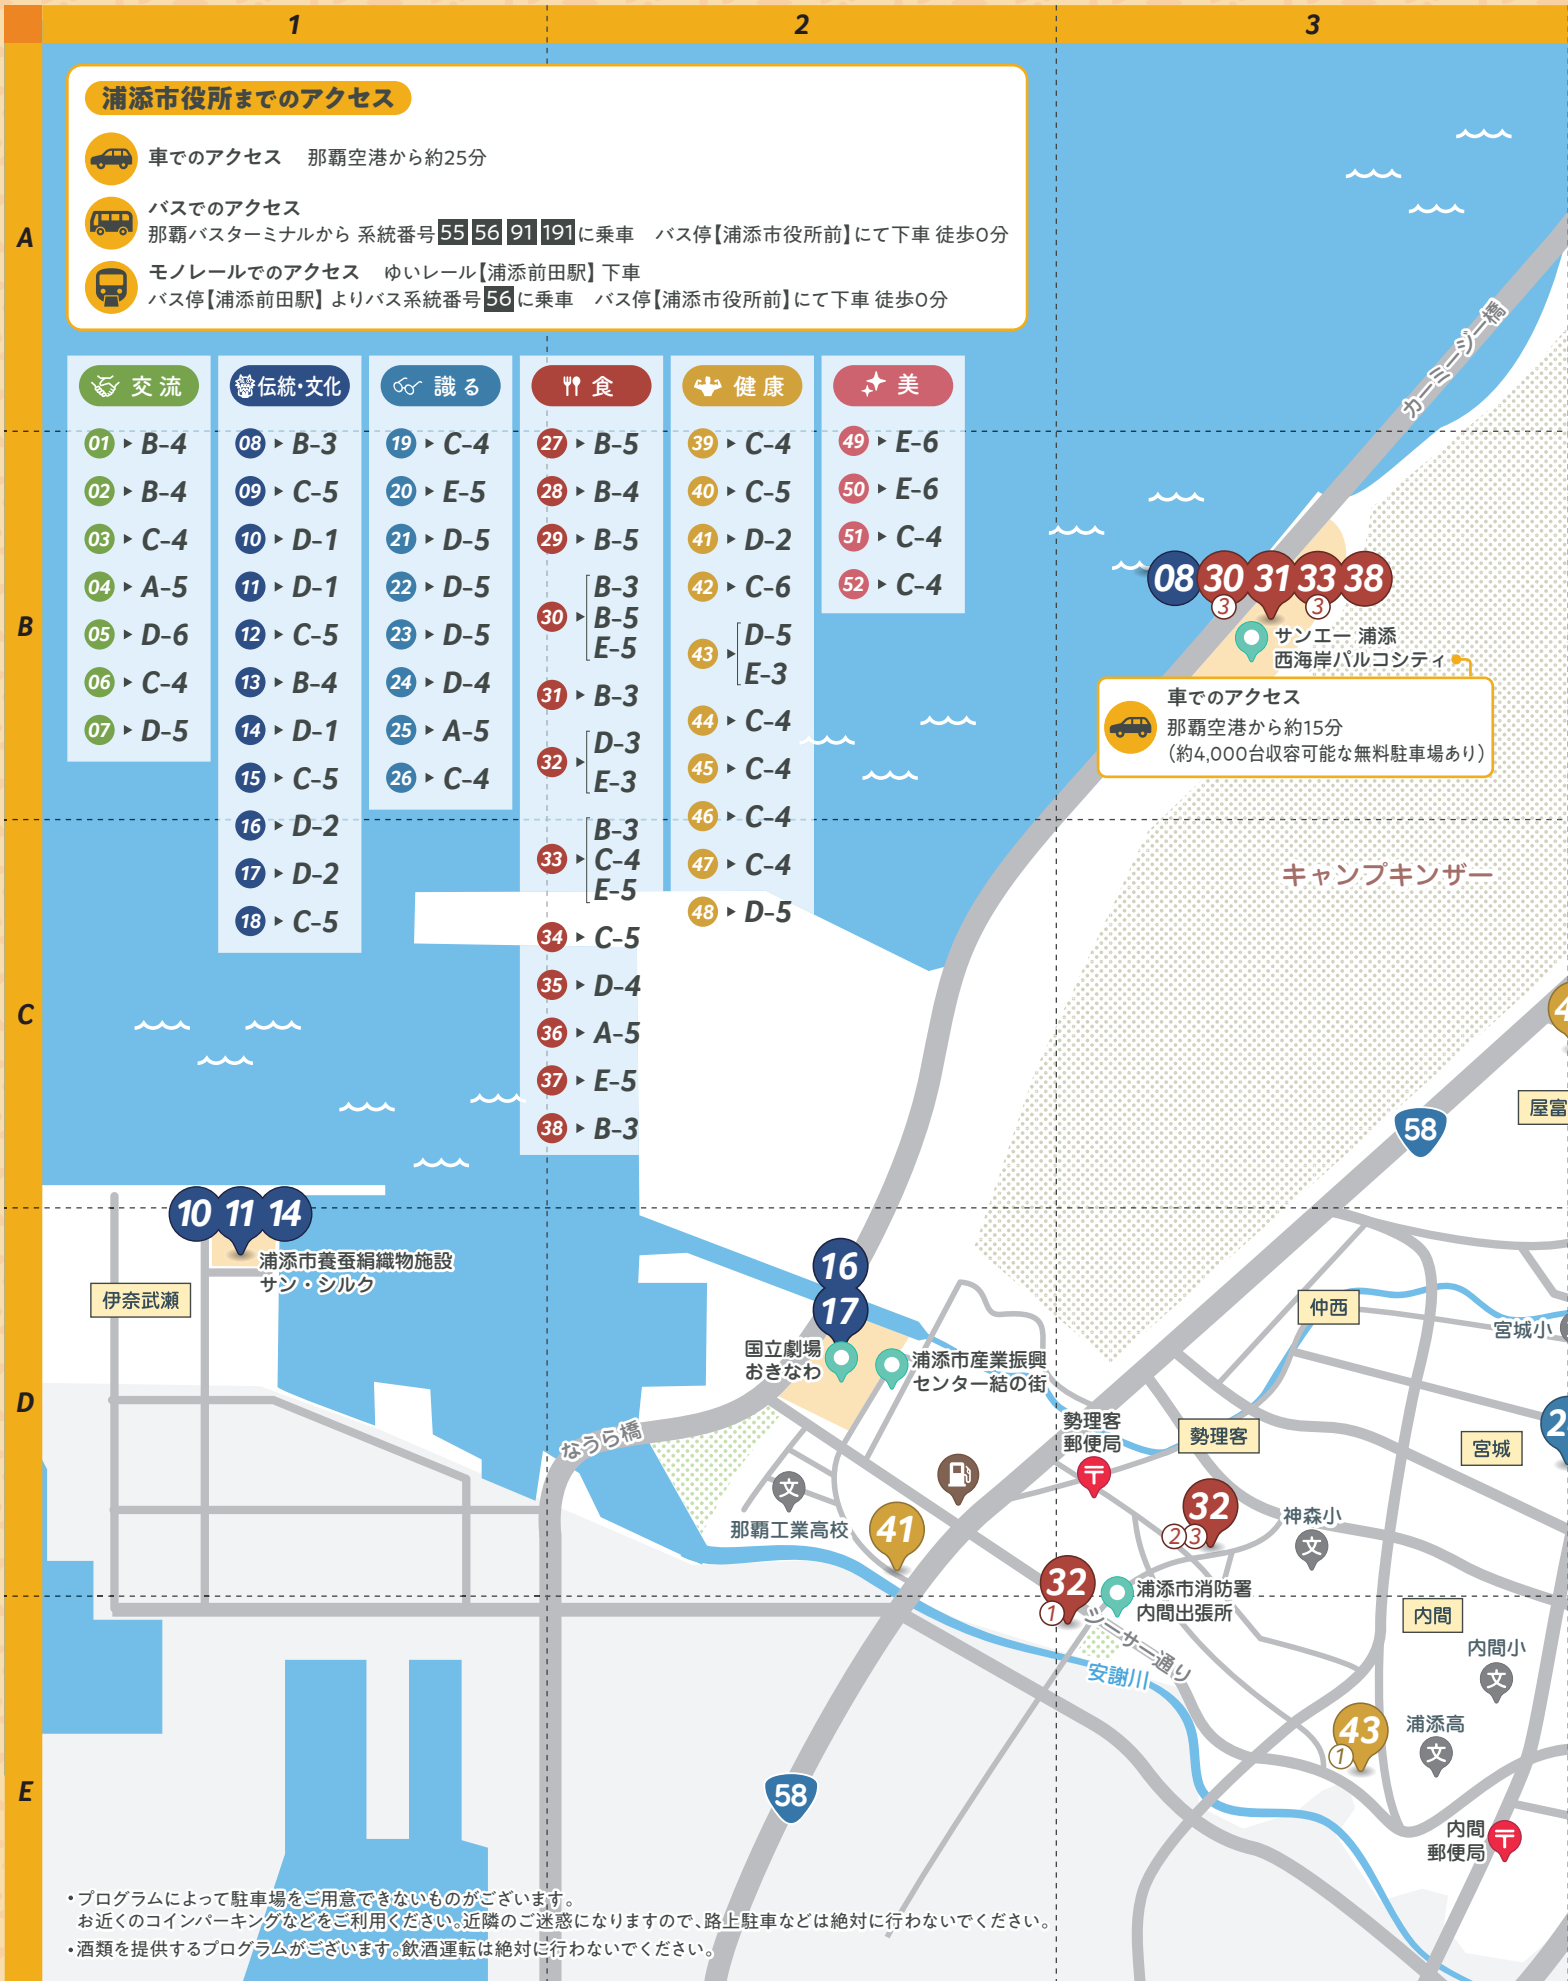 1
2
3
A
B
C
D
E
浦添市役所までのアクセス
車でのアクセス 那覇空港から約25分
バスでのアクセス
那覇バスターミナルから 系統番号 55 56 91 191 に乗車 バス停【浦添市役所前】にて下車 徒歩0分
モノレールでのアクセス ゆいレール【浦添前田駅】下車
バス停【浦添前田駅】よりバス系統番号 56 に乗車 バス停【浦添市役所前】にて下車 徒歩0分
交流
01 ▸ B-4
02 ▸ B-4
03 ▸ C-4
04 ▸ A-5
05 ▸ D-6
06 ▸ C-4
07 ▸ D-5
伝統・文化
08 ▸ B-3
09 ▸ C-5
10 ▸ D-1
11 ▸ D-1
12 ▸ C-5
13 ▸ B-4
14 ▸ D-1
15 ▸ C-5
16 ▸ D-2
17 ▸ D-2
18 ▸ C-5
識る
19 ▸ C-4
20 ▸ E-5
21 ▸ D-5
22 ▸ D-5
23 ▸ D-5
24 ▸ D-4
25 ▸ A-5
26 ▸ C-4
食
27 ▸ B-5
28 ▸ B-4
29 ▸ B-5
30 ▸ B-3
B-5
E-5
31 ▸ B-3
32 ▸ D-3
E-3
33 ▸ B-3
C-4
E-5
34 ▸ C-5
35 ▸ D-4
36 ▸ A-5
37 ▸ E-5
38 ▸ B-3
健康
39 ▸ C-4
40 ▸ C-5
41 ▸ D-2
42 ▸ C-6
43 ▸ D-5
E-3
44 ▸ C-4
45 ▸ C-4
46 ▸ C-4
47 ▸ C-4
48 ▸ D-5
美
49 ▸ E-6
50 ▸ E-6
51 ▸ C-4
52 ▸ C-4
カーミージー橋
08 30 31 33 38
3 3
サンエー 浦添
西海岸パルコシティ
車でのアクセス
那覇空港から約15分
（約4,000台収容可能な無料駐車場あり）
キャンプキンザー
4
屋富
58
10 11 14
浦添市養蚕絹織物施設
サン・シルク
伊奈武瀬
16
17
国立劇場
おきなわ
浦添市産業振興
センター結の街
なうら橋
文
那覇工業高校
41
勢理客
郵便局
〒
勢理客
仲西
宮城小
宮城
2
32
2 3
神森小
文
32
1
浦添市消防署
内間出張所
シーサー通り
安謝川
内間
内間小
文
43
1
浦添高
文
内間
郵便局
〒
58
・プログラムによって駐車場をご用意できないものがございます。
お近くのコインパーキングなどをご利用ください。近隣のご迷惑になりますので、路上駐車などは絶対に行わないでください。
・酒類を提供するプログラムがございます。飲酒運転は絶対に行わないでください。